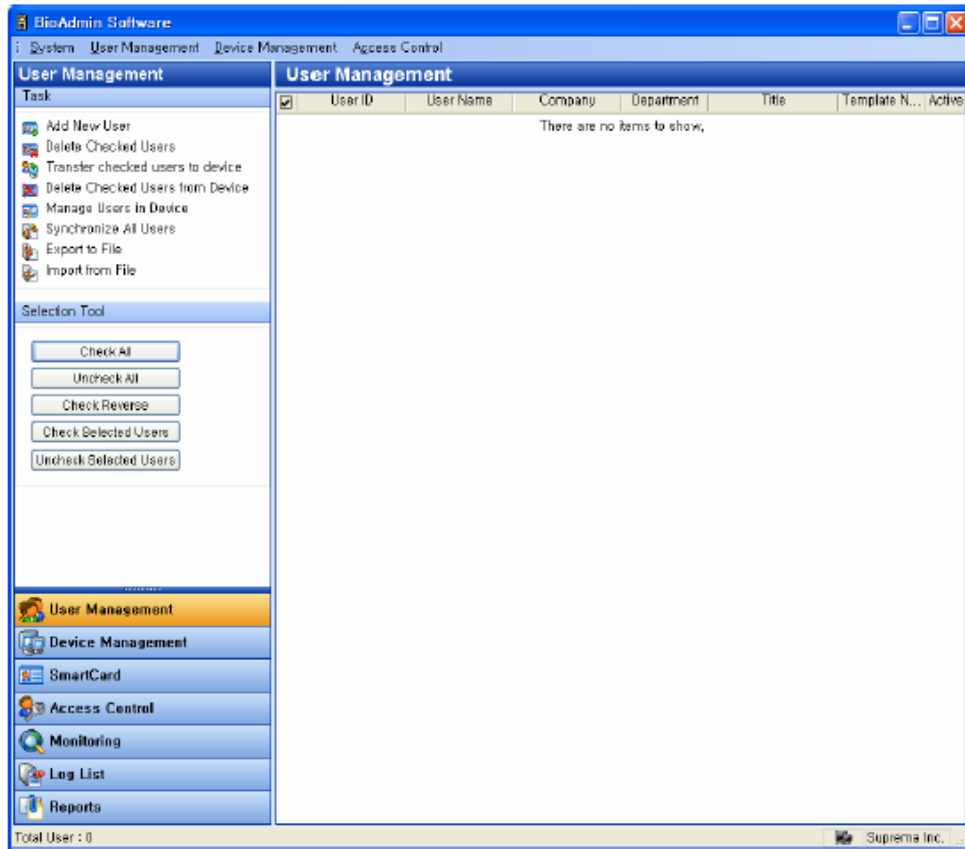 BioAdmin Software
System User Management Device Management Access Control
User Management
Task
Add New User
Delete Checked Users
Transfer checked users to device
Delete Checked Users from Device
Manage Users in Device
Synchronize All Users
Export to File
Import from File
Selection Tool
Check All
Uncheck All
Check Reverse
Check Selected Users
Uncheck Selected Users
User Management
Device Management
SmartCard
Access Control
Monitoring
Log List
Reports
User Management
User ID User Name Company Department Title Template N... Active
There are no items to show,
Total User : 0 Suprema Inc.